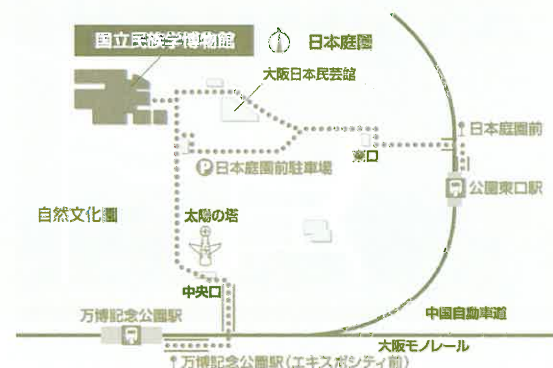 国立民族学博物館
日本庭園
大阪日本民芸館
日本庭園前
東口
P日本庭園前駐車場
公園東口駅
自然文化園
太陽の塔
中央口
万博記念公園駅
中国自動車道
大阪モノレール
万博記念公園駅(エキスポシティ前)